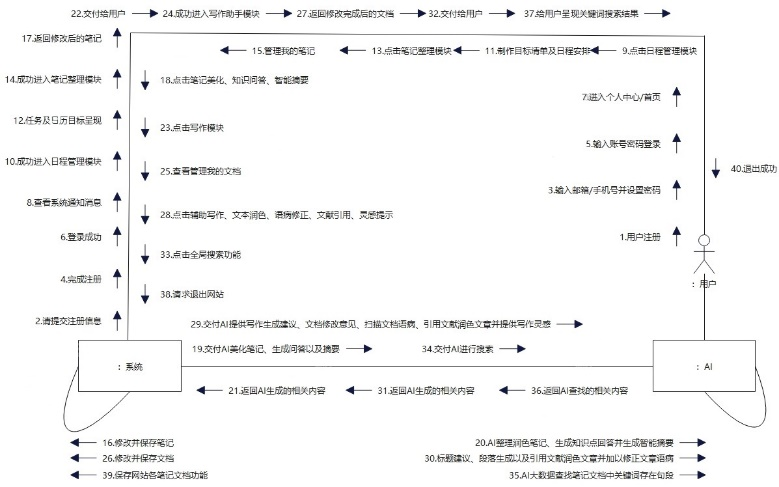 22.交付给用户
24.成功进入写作助手模块
27.返回修改完成后的文档
32.交付给用户
37.给用户呈现关键词搜索结果
17.返回修改后的笔记
15.管理我的笔记
13.点击笔记整理模块
11.制作目标清单及日程安排
9.点击日程管理模块
14.成功进入笔记整理模块
18.点击笔记美化、知识问答、智能摘要
7.进入个人中心/首页
12.任务及日历目标呈现
23.点击写作模块
5.输入账号密码登录
10.成功进入日程管理模块
25.查看管理我的文档
40.退出成功
3.输入邮箱/手机号并设置密码
8.查看系统通知消息
28.点击辅助写作、文本润色、语病修正、文献引用、灵感提示
6.登录成功
1.用户注册
33.点击全局搜索功能
4.完成注册
：用户
38.请求退出网站
2.请提交注册信息
29.交付AI提供写作生成建议、文档修改意见、扫描文档语病、引用文献润色文章并提供写作灵感
19.交付AI美化笔记、生成问答以及摘要
34.交付AI进行搜索
：系统
：AI
21.返回AI生成的相关内容
31.返回AI生成的相关内容
36.返回AI查找的相关内容
16.修改并保存笔记
20.AI整理润色笔记、生成知识点回答并生成智能摘要
26.修改并保存文档
30.标题建议、段落生成以及引用文献润色文章并加以修正文章语病
39.保存网站各笔记文档功能
35.AI大数据查找笔记文档中关键词存在句段